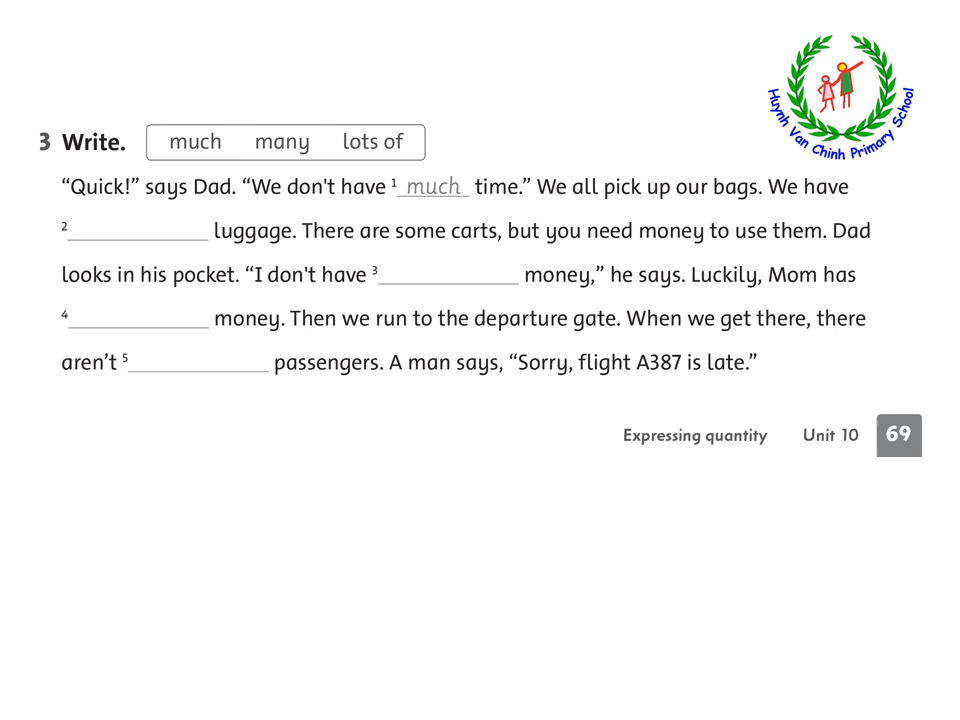 Huynh Van Chinh Primary School
3 Write. much many lots of
“Quick!” says Dad. “We don't have ¹ much time.” We all pick up our bags. We have
² ____________ luggage. There are some carts, but you need money to use them. Dad
looks in his pocket. “I don't have ³ ____________ money,” he says. Luckily, Mom has
⁴ ____________ money. Then we run to the departure gate. When we get there, there
aren’t ⁵ ____________ passengers. A man says, “Sorry, flight A387 is late.”
Expressing quantity Unit 10 69